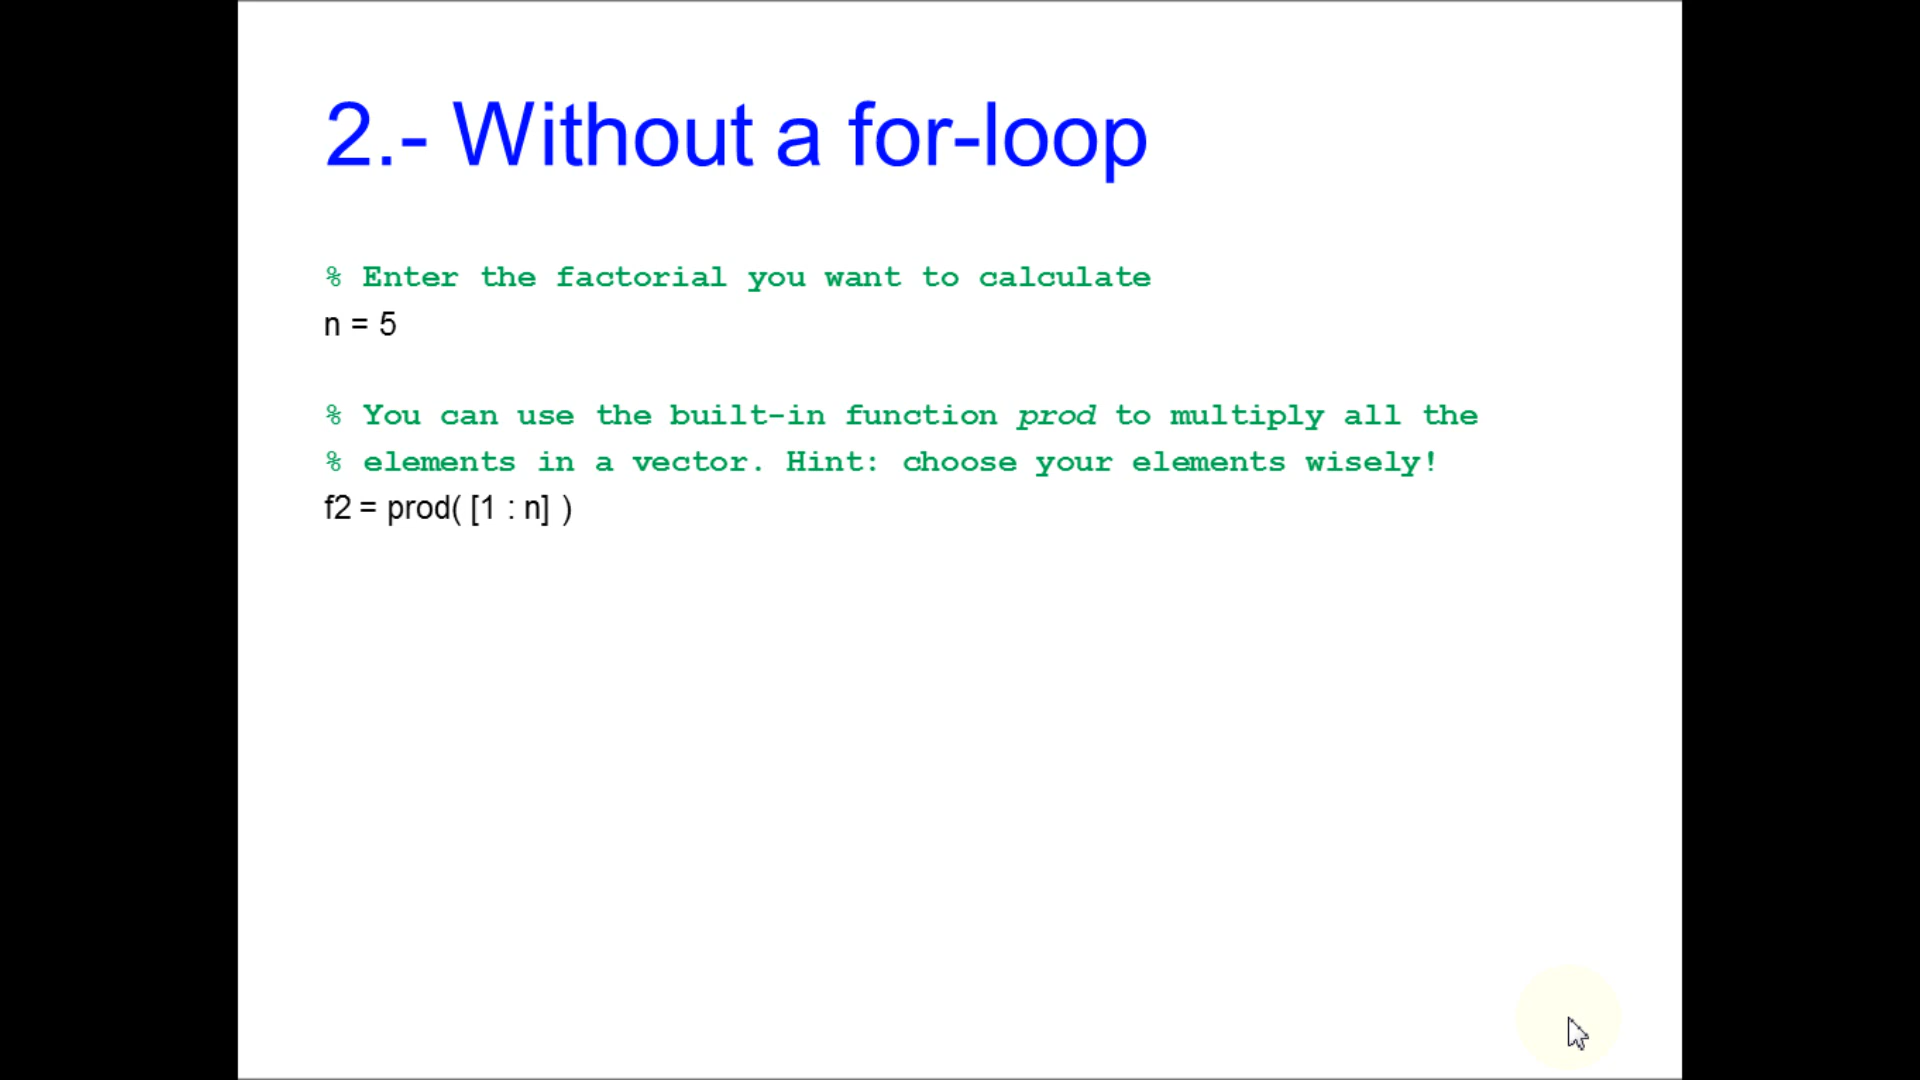 2.- Without a for-loop
% Enter the factorial you want to calculate
n = 5
% You can use the built-in function prod to multiply all the
% elements in a vector. Hint: choose your elements wisely!
f2 = prod( [1 : n] )